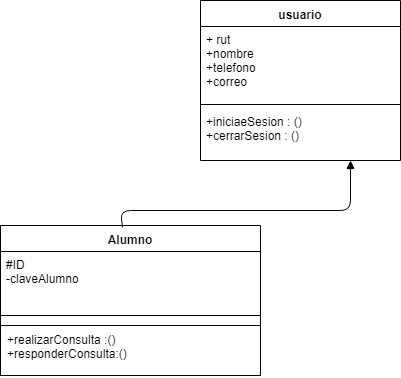 usuario
+ rut
+nombre
+telefono
+correo
+iniciaeSesion : ()
+cerrarSesion : ()
Alumno
#ID
-claveAlumno
+realizarConsulta :()
+responderConsulta:()